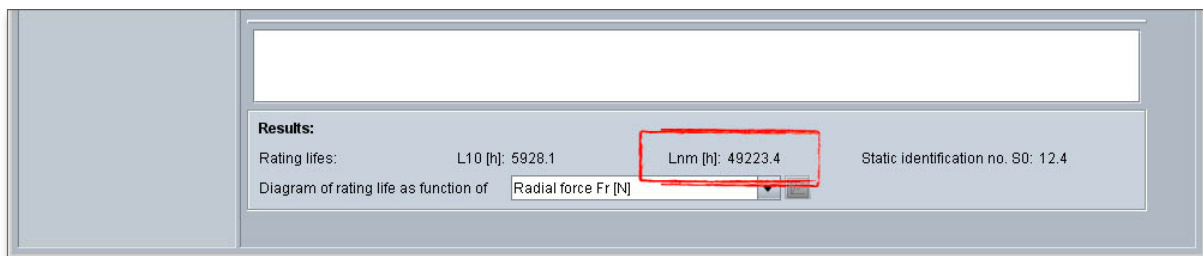 Results:
Rating lifes: L10 [h]: 5928.1 Lnm [h]: 49223.4 Static identification no. S0: 12.4
Diagram of rating life as function of Radial force Fr [N]